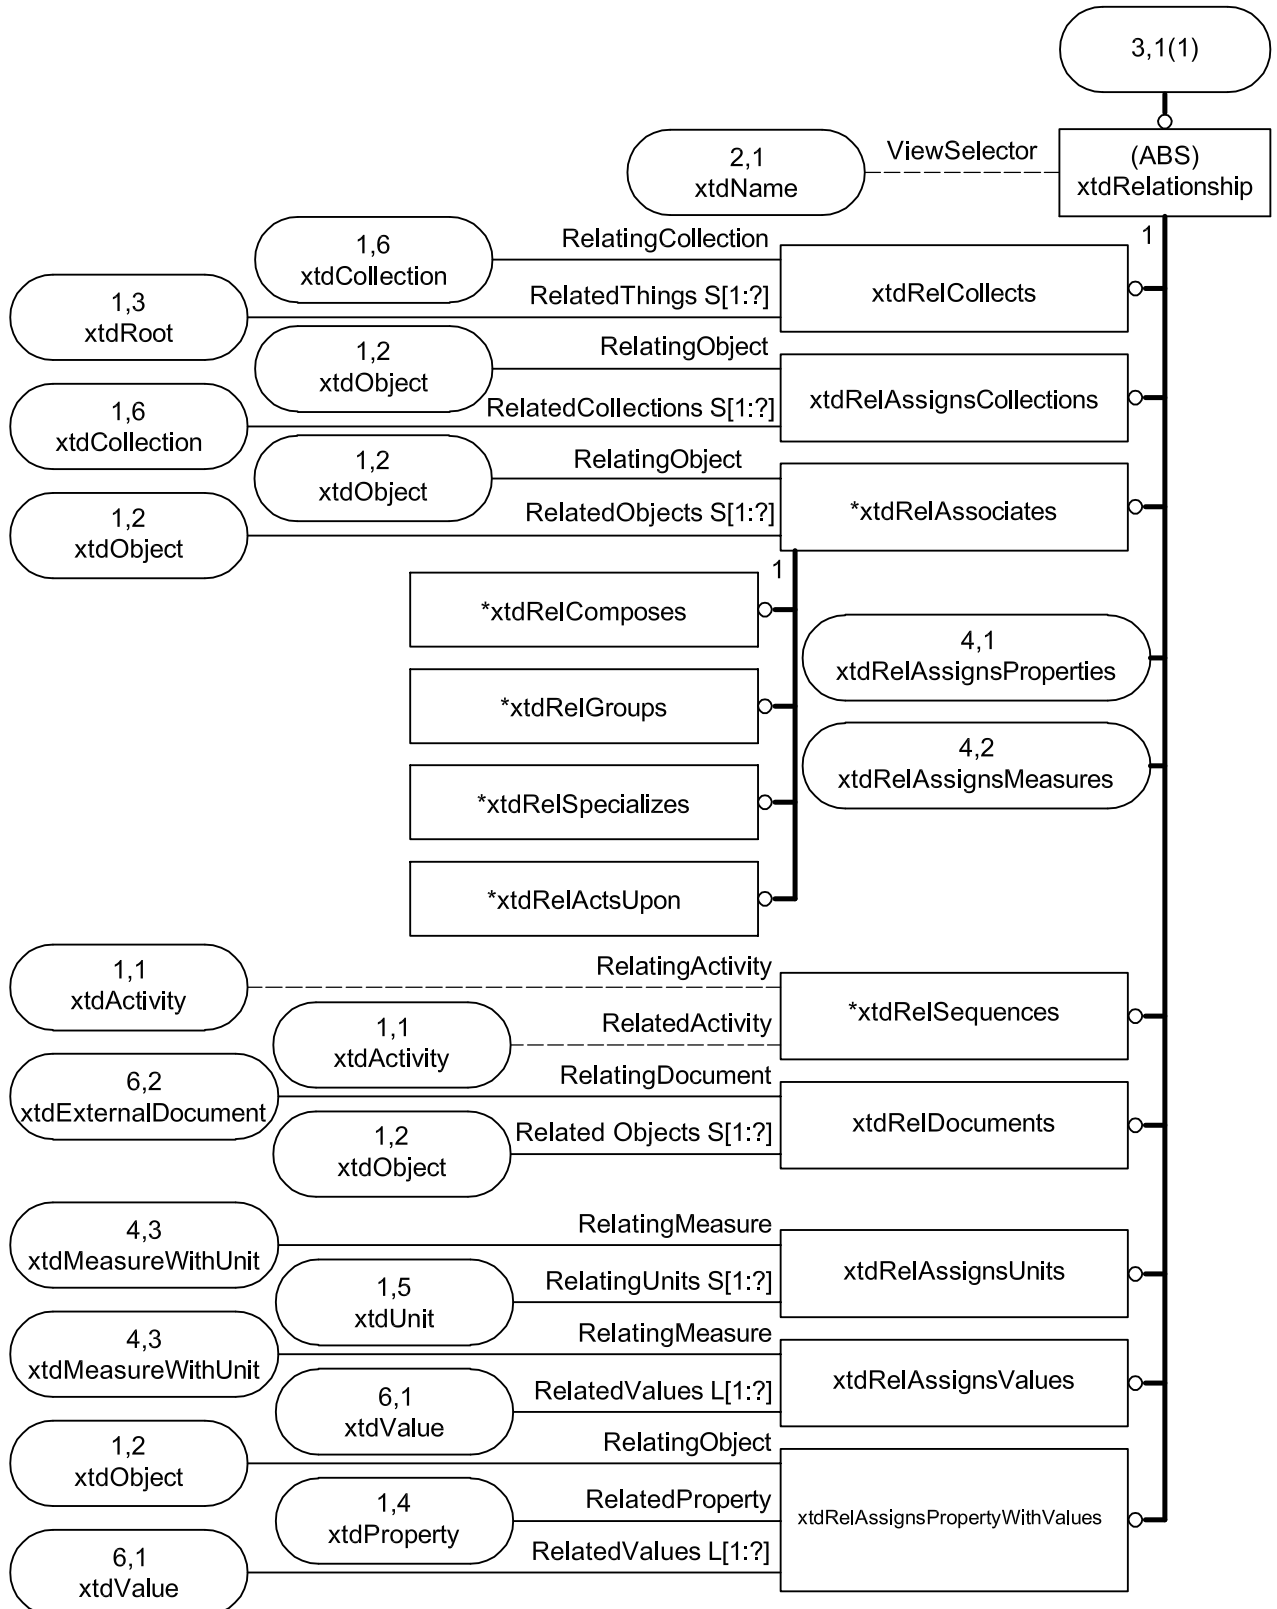 3,1(1)
(ABS)
xtdRelationship
ViewSelector
2,1
xtdName
1
RelatingCollection
1,6
xtdCollection
xtdRelCollects
RelatedThings S[1:?]
1,3
xtdRoot
RelatingObject
1,2
xtdObject
xtdRelAssignsCollections
RelatedCollections S[1:?]
1,6
xtdCollection
RelatingObject
1,2
xtdObject
*xtdRelAssociates
RelatedObjects S[1:?]
1,2
xtdObject
1
*xtdRelComposes
4,1
xtdRelAssignsProperties
*xtdRelGroups
4,2
xtdRelAssignsMeasures
*xtdRelSpecializes
*xtdRelActsUpon
RelatingActivity
1,1
xtdActivity
*xtdRelSequences
RelatedActivity
1,1
xtdActivity
RelatingDocument
6,2
xtdExternalDocument
xtdRelDocuments
Related Objects S[1:?]
1,2
xtdObject
RelatingMeasure
4,3
xtdMeasureWithUnit
xtdRelAssignsUnits
RelatingUnits S[1:?]
1,5
xtdUnit
RelatingMeasure
4,3
xtdMeasureWithUnit
xtdRelAssignsValues
RelatedValues L[1:?]
6,1
xtdValue
RelatingObject
1,2
xtdObject
RelatedProperty
1,4
xtdProperty
xtdRelAssignsPropertyWithValues
RelatedValues L[1:?]
6,1
xtdValue